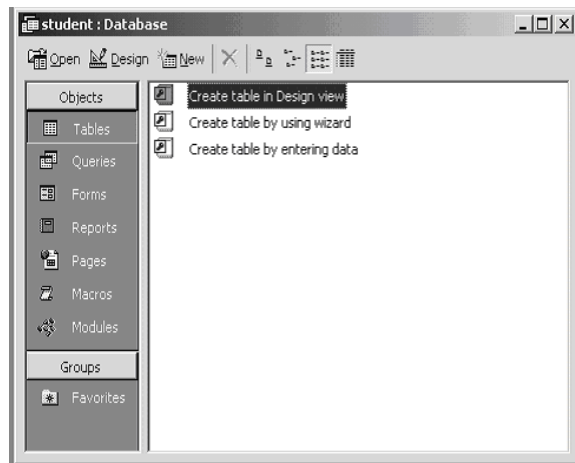 student : Database
Open Design New
Objects
Tables
Queries
Forms
Reports
Pages
Macros
Modules
Groups
Favorites
Create table in Design view
Create table by using wizard
Create table by entering data